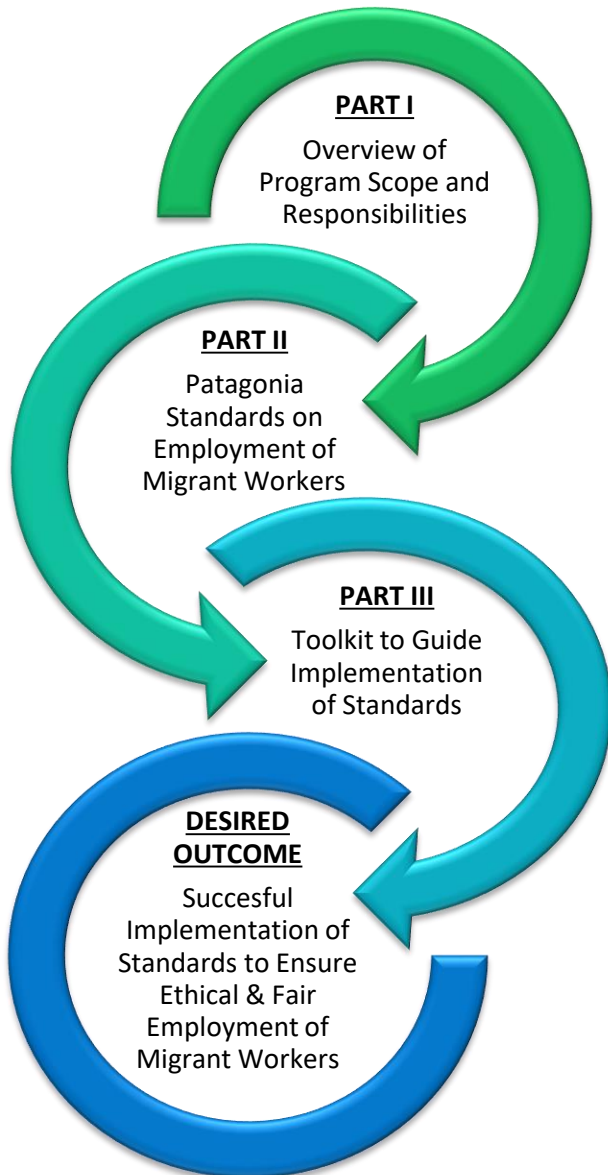 PART I
Overview of
Program Scope and
Responsibilities
PART II
Patagonia
Standards on
Employment of
Migrant Workers
PART III
Toolkit to Guide
Implementation
of Standards
DESIRED
OUTCOME
Succesful
Implementation of
Standards to Ensure
Ethical & Fair
Employment of
Migrant Workers